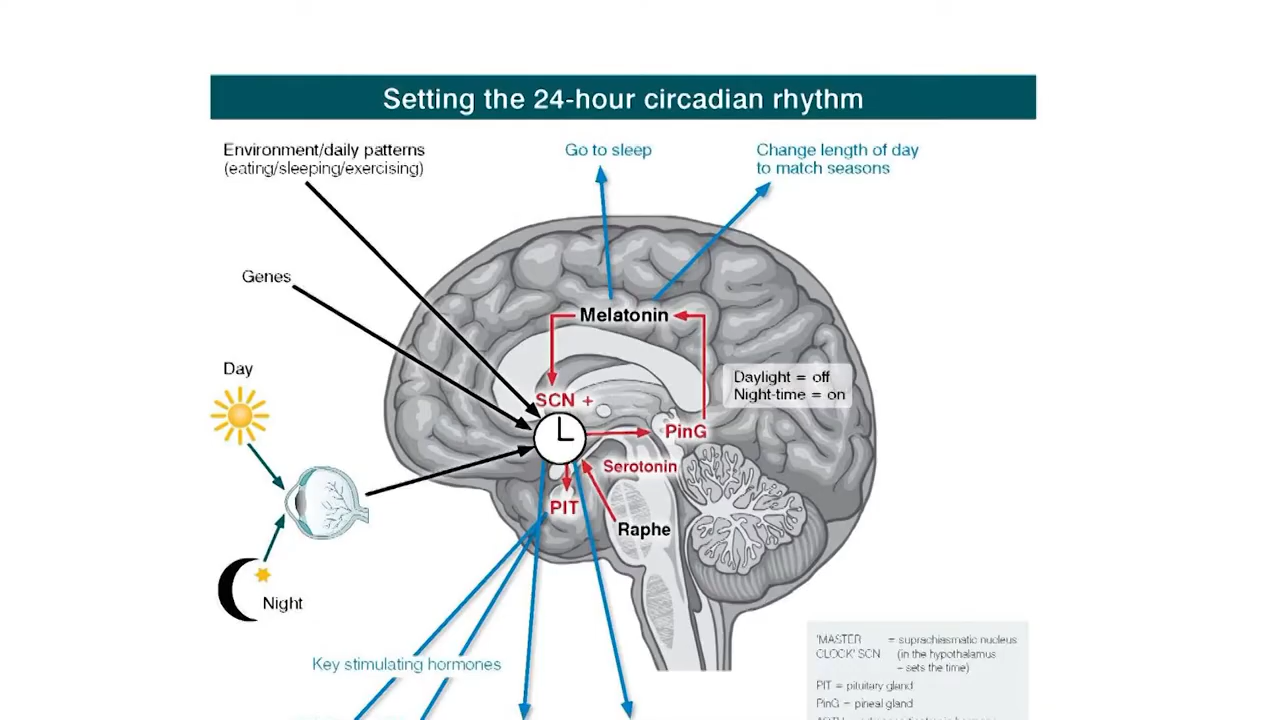 Setting the 24-hour circadian rhythm
Environment/daily patterns
(eating/sleeping/exercising)
Go to sleep
Change length of day
to match seasons
Genes
Melatonin
Day
Daylight = off
Night-time = on
SCN +
PinG
Serotonin
PIT
Raphe
Night
Key stimulating hormones
'MASTER = suprachiasmatic nucleus
CLOCK' SCN (in the hypothalamus
– sets the time)
PIT = pituitary gland
PinG = pineal gland